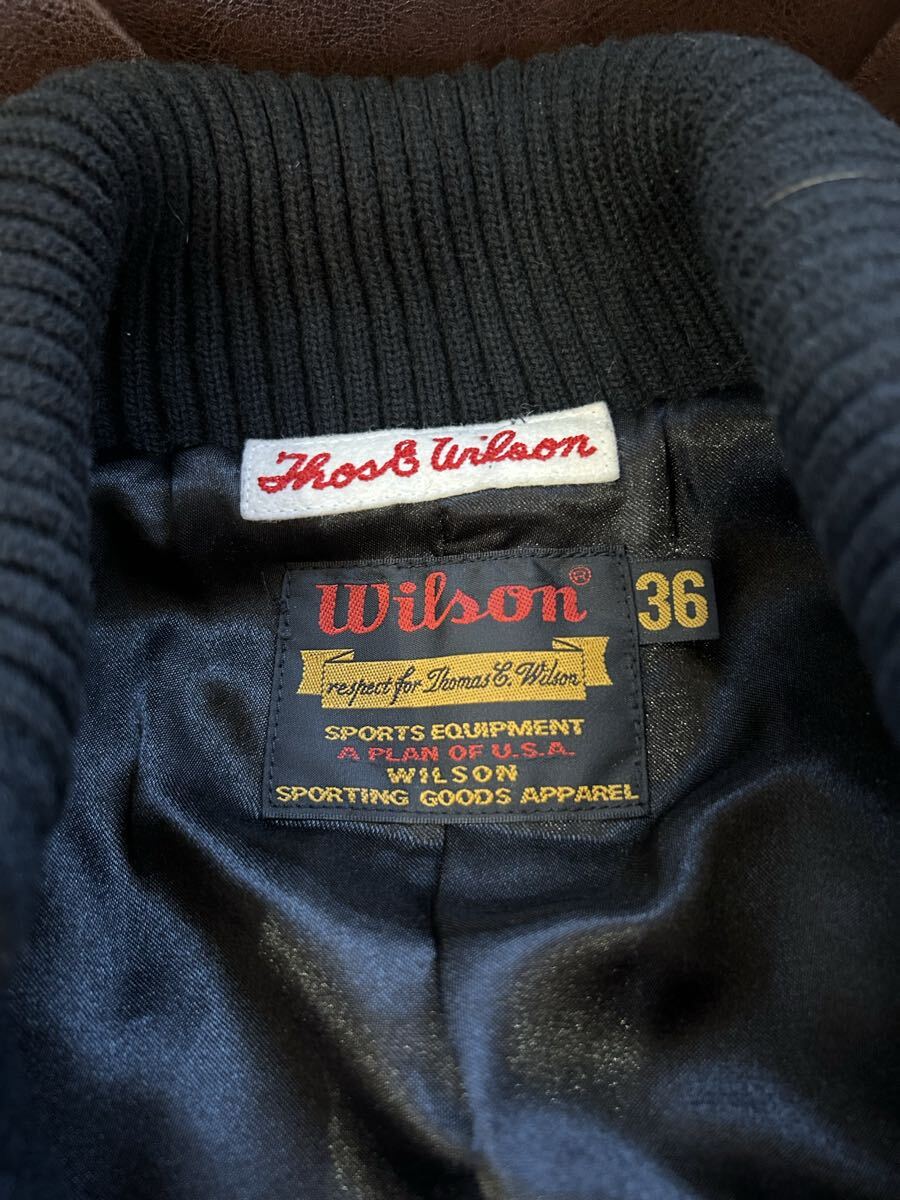 Thos E Wilson
Wilson®
36
respect for Thomas E. Wilson
SPORTS EQUIPMENT
A PLAN OF U.S.A.
WILSON
SPORTING GOODS APPAREL